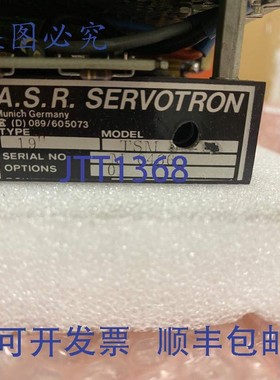 图必究
A.S.R. SERVOTRON
Munich Germany
☎ (D) 089/605073
TYPE MODEL
19" TSM
SERIAL NO
OPTIONS
JTT1368
可开发票 顺丰包邮